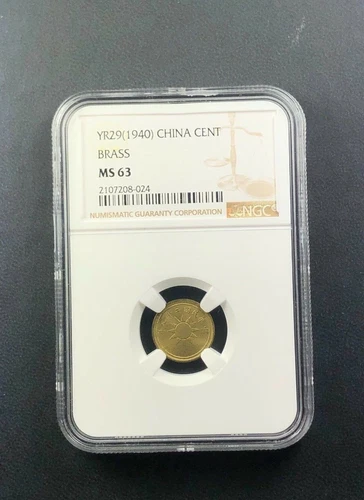 YR29(1940) CHINA CENT
BRASS
MS 63
2107208-024
NUMISMATIC GUARANTY CORPORATION
NGC